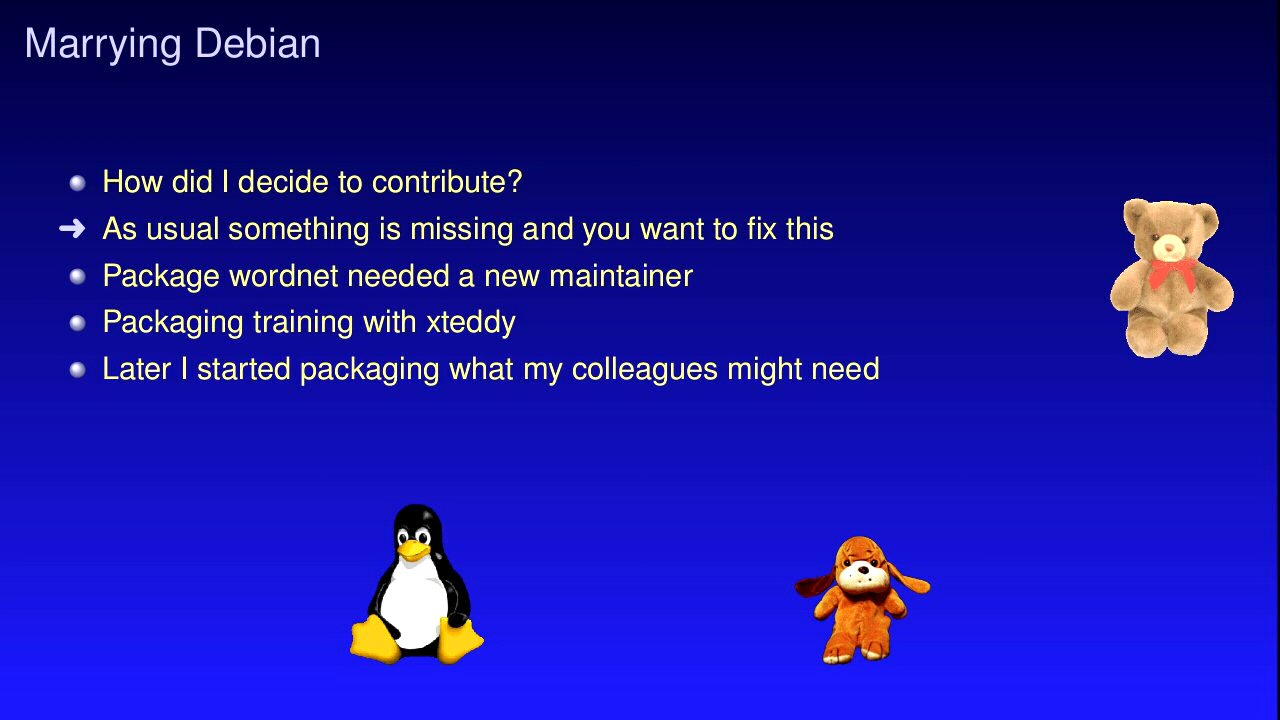 Marrying Debian
How did I decide to contribute?
As usual something is missing and you want to fix this
Package wordnet needed a new maintainer
Packaging training with xteddy
Later I started packaging what my colleagues might need